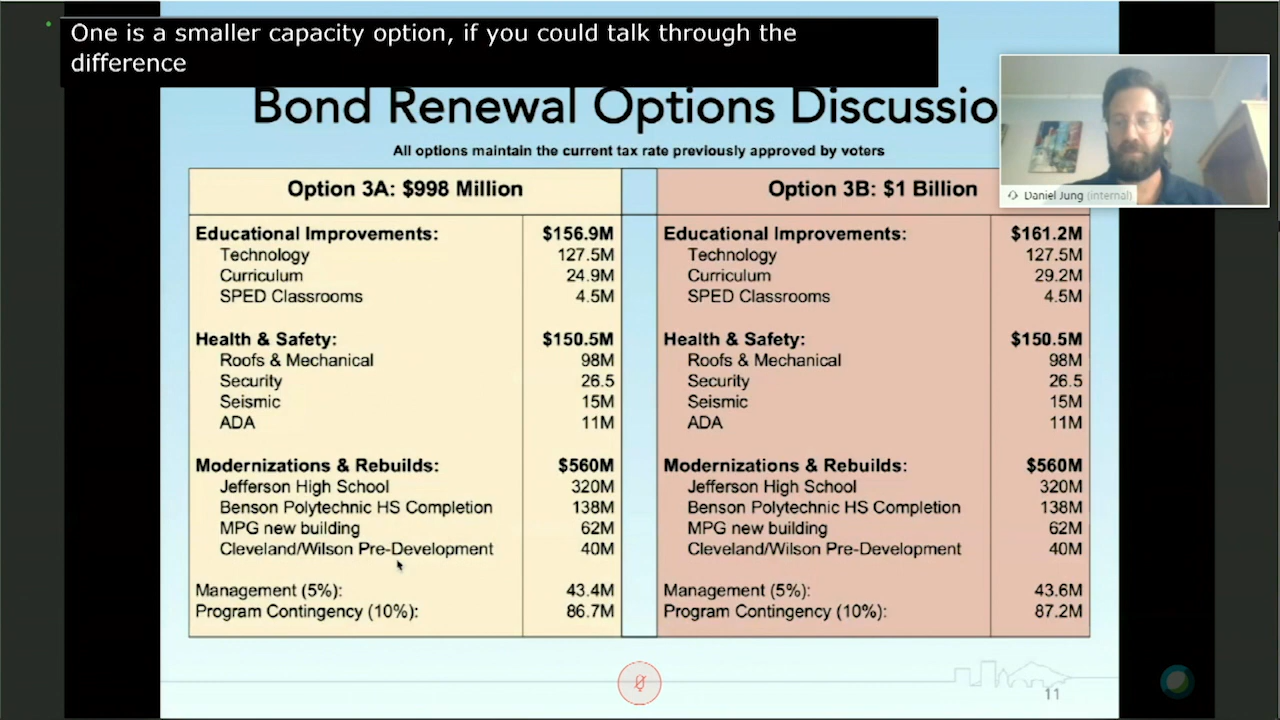 One is a smaller capacity option, if you could talk through the
difference
Bond Renewal Options Discussio
All options maintain the current tax rate previously approved by voters
Daniel Jung (internal)
Option 3A: $998 Million
Educational Improvements: $156.9M
Technology 127.5M
Curriculum 24.9M
SPED Classrooms 4.5M
Health & Safety: $150.5M
Roofs & Mechanical 98M
Security 26.5
Seismic 15M
ADA 11M
Modernizations & Rebuilds: $560M
Jefferson High School 320M
Benson Polytechnic HS Completion 138M
MPG new building 62M
Cleveland/Wilson Pre-Development 40M
Management (5%): 43.4M
Program Contingency (10%): 86.7M
Option 3B: $1 Billion
Educational Improvements: $161.2M
Technology 127.5M
Curriculum 29.2M
SPED Classrooms 4.5M
Health & Safety: $150.5M
Roofs & Mechanical 98M
Security 26.5
Seismic 15M
ADA 11M
Modernizations & Rebuilds: $560M
Jefferson High School 320M
Benson Polytechnic HS Completion 138M
MPG new building 62M
Cleveland/Wilson Pre-Development 40M
Management (5%): 43.6M
Program Contingency (10%): 87.2M
11